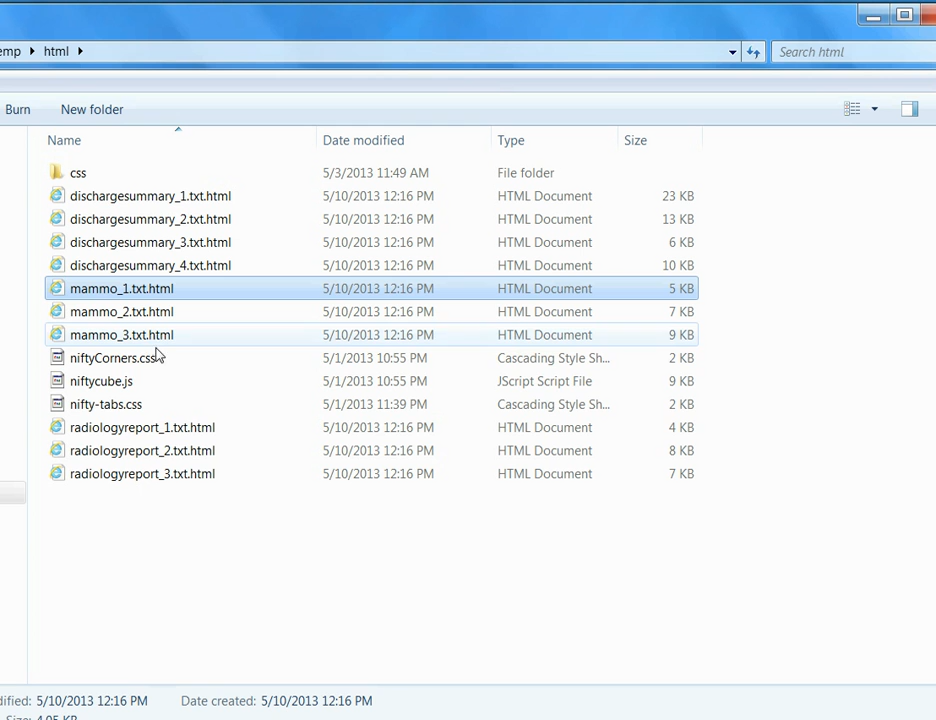 emp html Search html
Burn New folder
Name Date modified Type Size
css 5/3/2013 11:49 AM File folder
dischargesummary_1.txt.html 5/10/2013 12:16 PM HTML Document 23 KB
dischargesummary_2.txt.html 5/10/2013 12:16 PM HTML Document 13 KB
dischargesummary_3.txt.html 5/10/2013 12:16 PM HTML Document 6 KB
dischargesummary_4.txt.html 5/10/2013 12:16 PM HTML Document 10 KB
mammo_1.txt.html 5/10/2013 12:16 PM HTML Document 5 KB
mammo_2.txt.html 5/10/2013 12:16 PM HTML Document 7 KB
mammo_3.txt.html 5/10/2013 12:16 PM HTML Document 9 KB
niftyCorners.css 5/1/2013 10:55 PM Cascading Style Sh... 2 KB
niftycube.js 5/1/2013 10:55 PM JScript Script File 9 KB
nifty-tabs.css 5/1/2013 11:39 PM Cascading Style Sh... 2 KB
radiologyreport_1.txt.html 5/10/2013 12:16 PM HTML Document 4 KB
radiologyreport_2.txt.html 5/10/2013 12:16 PM HTML Document 8 KB
radiologyreport_3.txt.html 5/10/2013 12:16 PM HTML Document 7 KB
dified: 5/10/2013 12:16 PM Date created: 5/10/2013 12:16 PM
Size: 4.05 KB